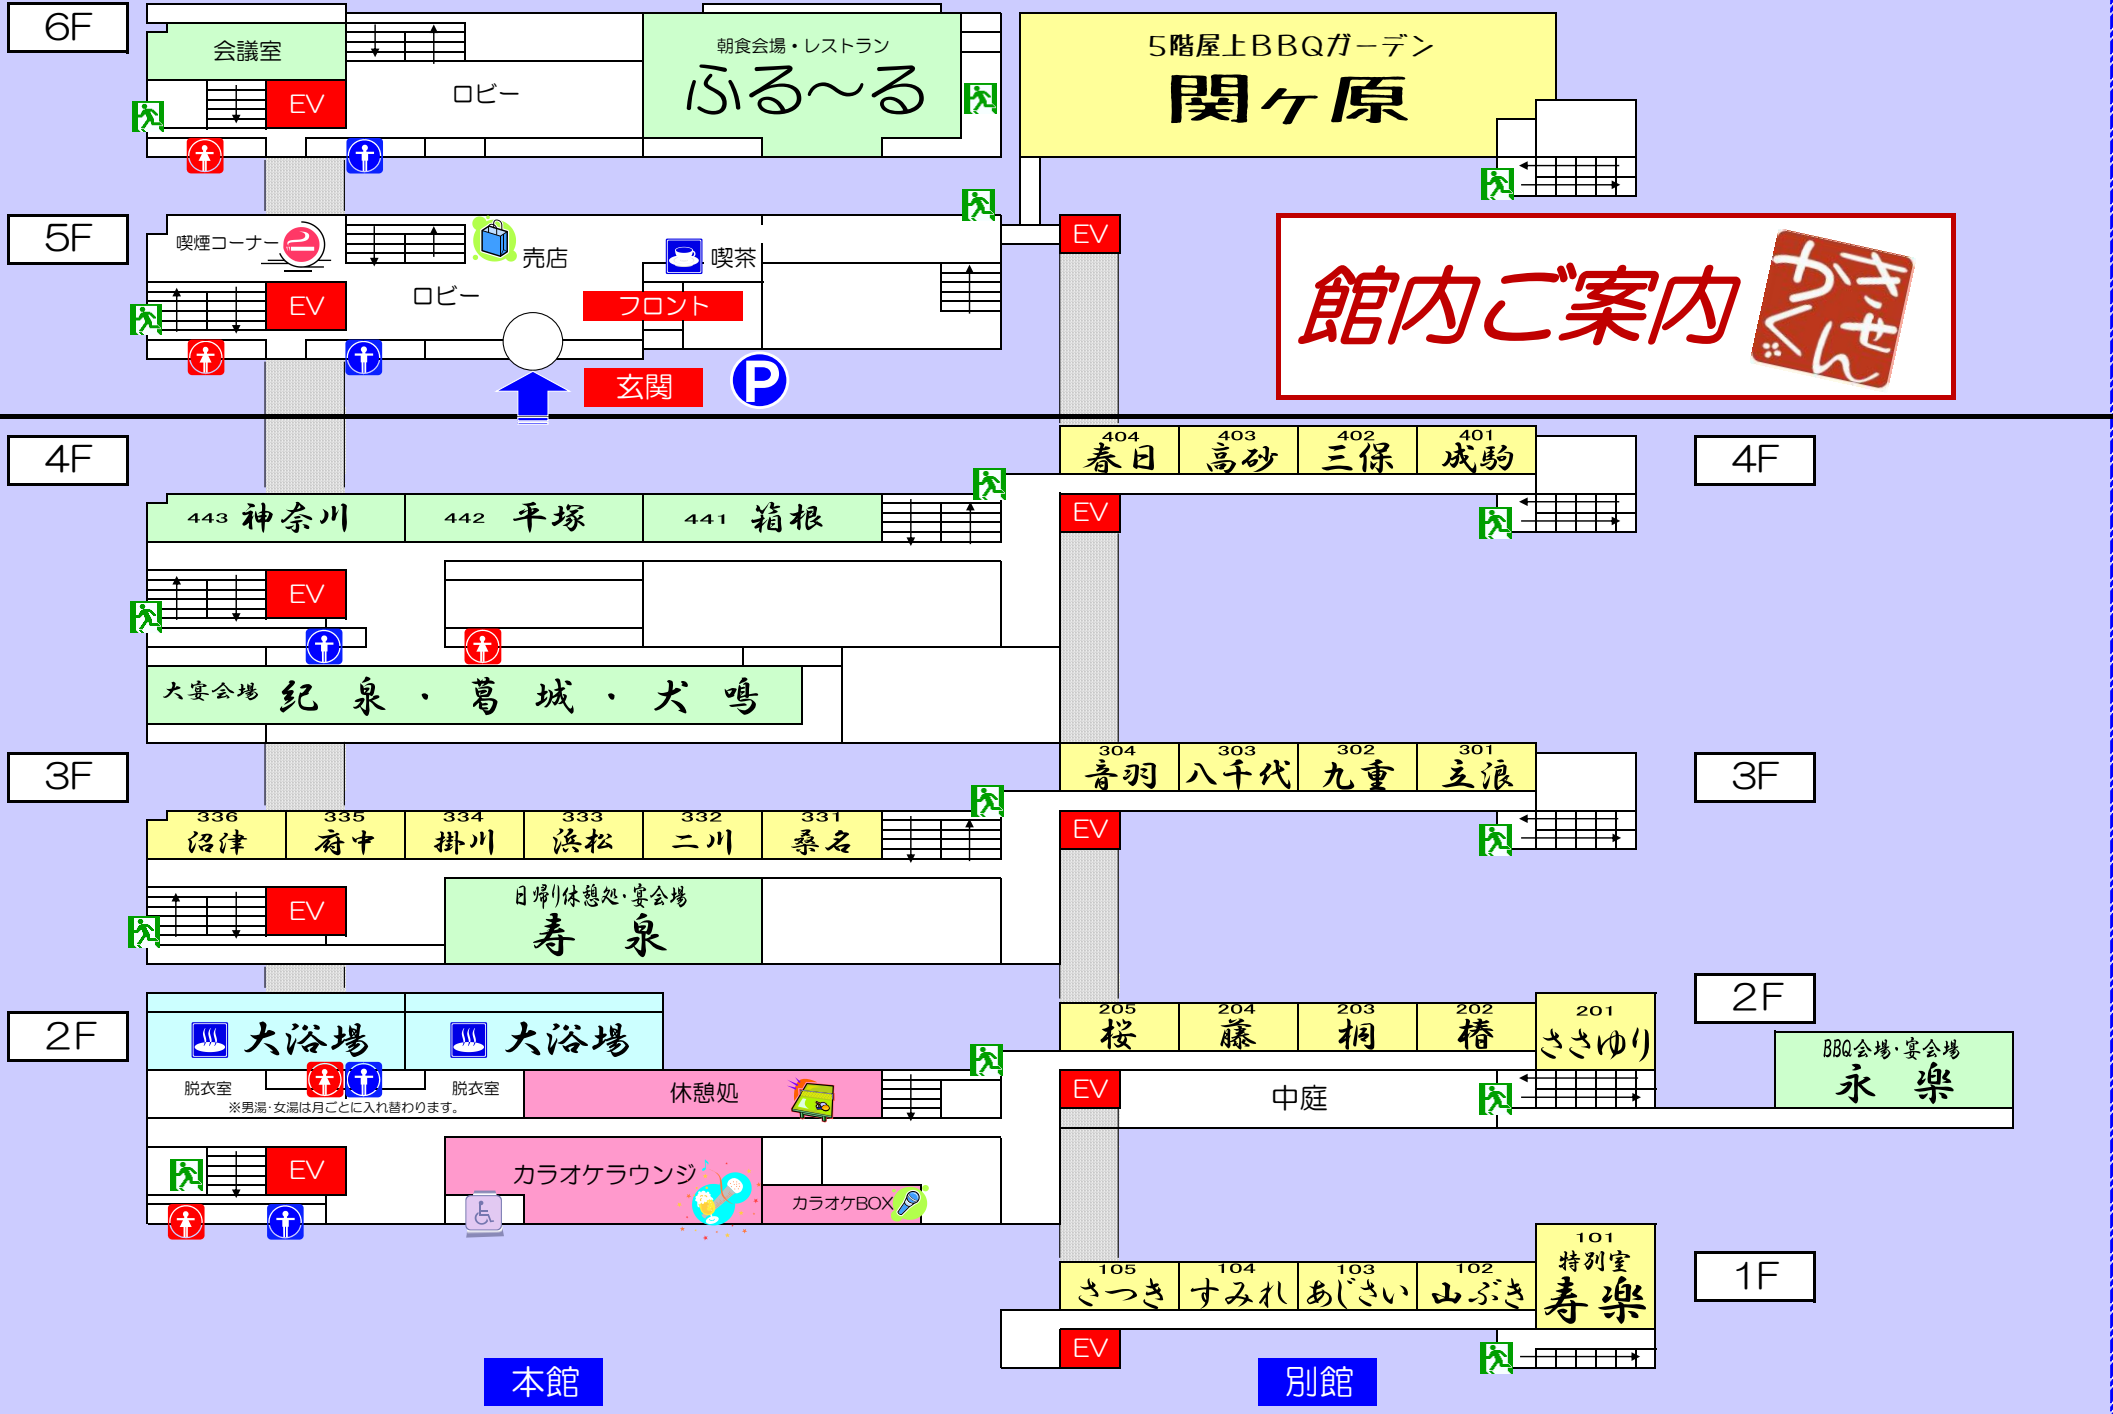 6F
会議室
EV
ロビー
朝食会場・レストラン
ふる～る
5階屋上BBQガーデン
関ヶ原
5F
喫煙コーナー
売店
喫茶
EV
ロビー
フロント
EV
玄関
P
館内ご案内
きせんかくぐ
4F
443 神奈川
442 平塚
441 箱根
EV
大宴会場 紀泉・葛城・犬鳴
404
春日
403
高砂
402
三保
401
成駒
EV
4F
3F
336
沼津
335
府中
334
掛川
333
浜松
332
二川
331
桑名
EV
日帰り休憩処・宴会場
寿泉
304
音羽
303
八千代
302
九重
301
立浪
EV
3F
2F
大浴場
大浴場
脱衣室
脱衣室
※男湯・女湯は月ごとに入れ替わります。
休憩処
EV
カラオケラウンジ
カラオケBOX
205
桜
204
藤
203
桐
202
椿
201
ささゆり
EV
中庭
2F
BBQ会場・宴会場
永楽
105
さつき
104
すみれ
103
あじさい
102
山ぶき
101
特別室
寿楽
EV
1F
本館
別館